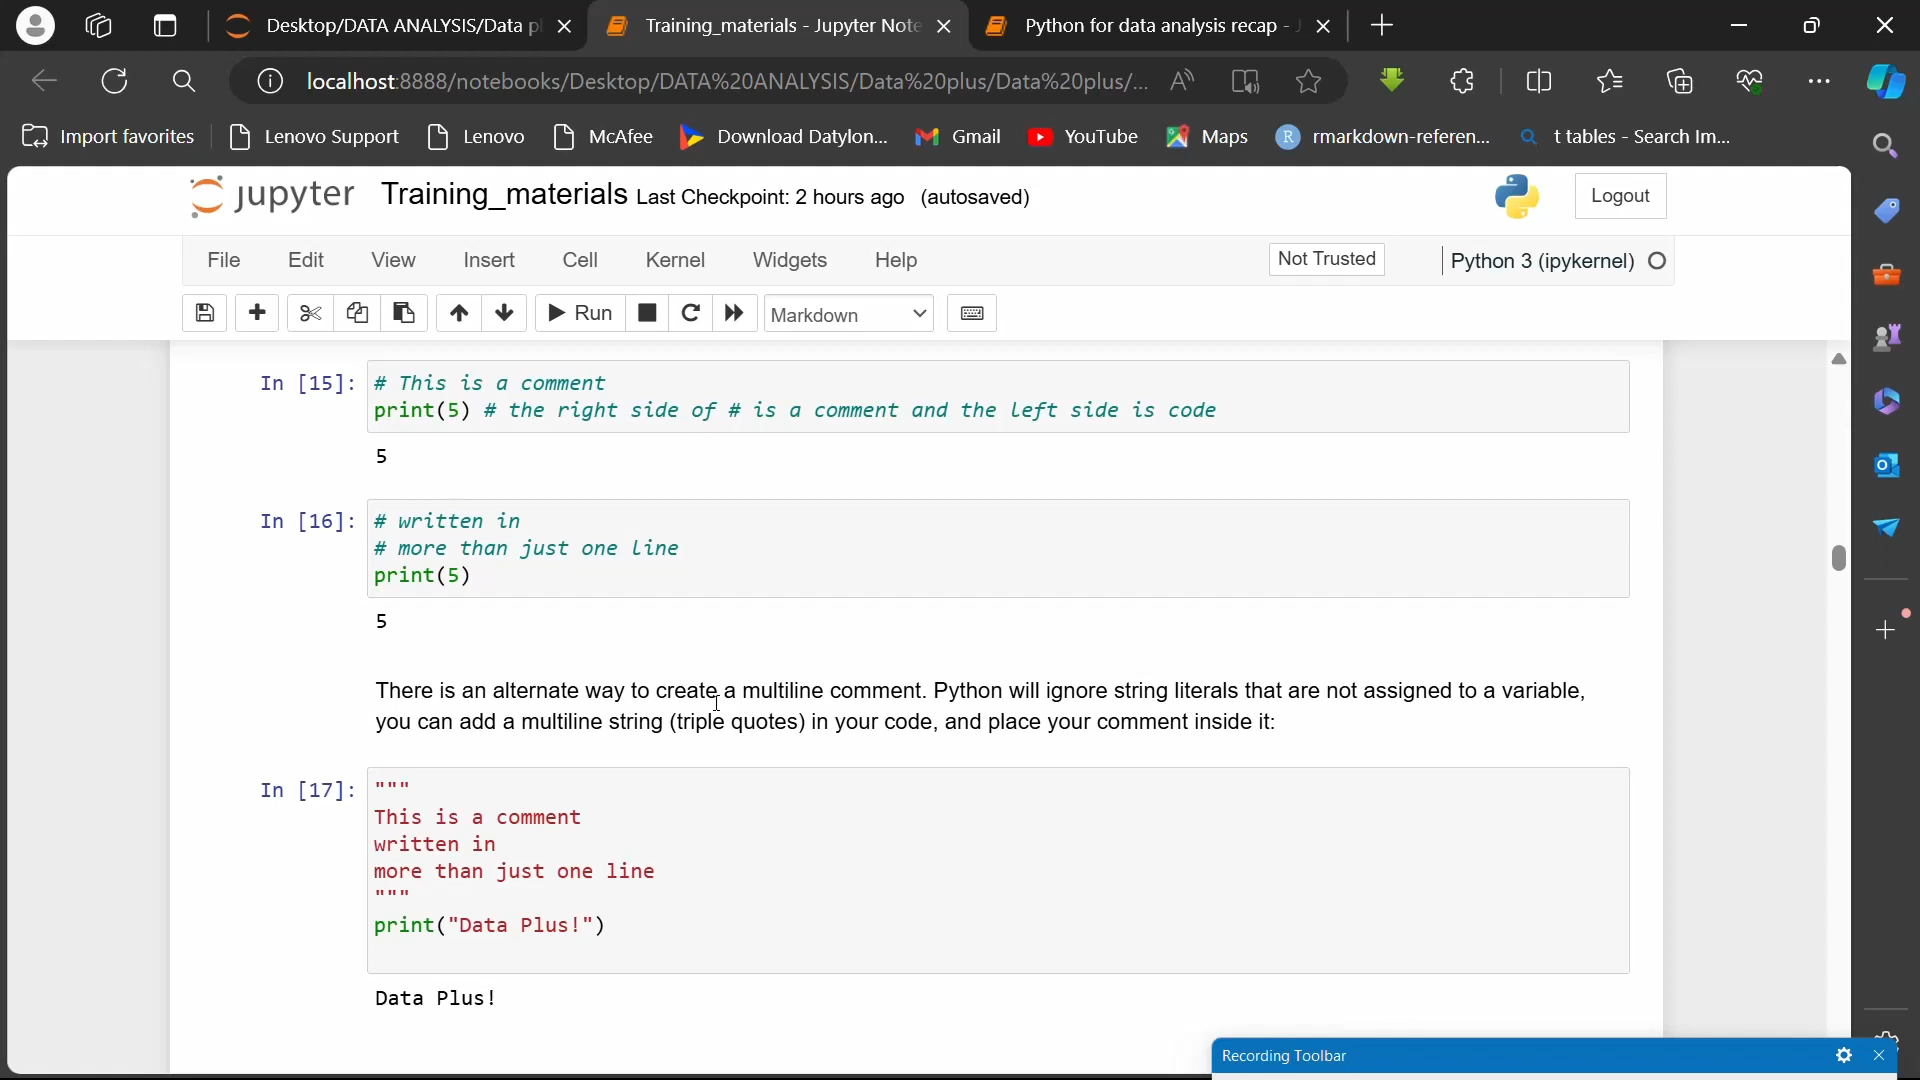 Desktop/DATA ANALYSIS/Data pl
Training_materials - Jupyter Note
Python for data analysis recap - J
localhost:8888/notebooks/Desktop/DATA%20ANALYSIS/Data%20plus/Data%20plus/...
Import favorites
Lenovo Support
Lenovo
McAfee
Download Datylon...
Gmail
YouTube
Maps
rmarkdown-referen...
t tables - Search Im...
jupyter Training_materials Last Checkpoint: 2 hours ago (autosaved)
Logout
File Edit View Insert Cell Kernel Widgets Help
Not Trusted
Python 3 (ipykernel)
Run
Markdown
In [15]: # This is a comment
print(5) # the right side of # is a comment and the left side is code
5
In [16]: # written in
# more than just one line
print(5)
5
There is an alternate way to create a multiline comment. Python will ignore string literals that are not assigned to a variable,
you can add a multiline string (triple quotes) in your code, and place your comment inside it:
In [17]: """
This is a comment
written in
more than just one line
"""
print("Data Plus!")
Data Plus!
Recording Toolbar